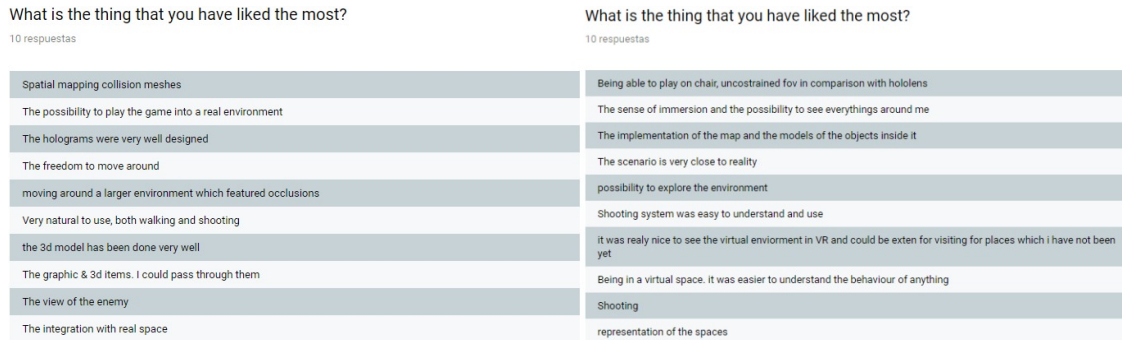 What is the thing that you have liked the most?
10 respuestas
Spatial mapping collision meshes
The possibility to play the game into a real environment
The holograms were very well designed
The freedom to move around
moving around a larger environment which featured occlusions
Very natural to use, both walking and shooting
the 3d model has been done very well
The graphic & 3d items. I could pass through them
The view of the enemy
The integration with real space
What is the thing that you have liked the most?
10 respuestas
Being able to play on chair, uncostrained fov in comparison with hololens
The sense of immersion and the possibility to see everythings around me
The implementation of the map and the models of the objects inside it
The scenario is very close to reality
possibility to explore the environment
Shooting system was easy to understand and use
it was realy nice to see the virtual enviorment in VR and could be exten for visiting for places which i have not been
yet
Being in a virtual space. it was easier to understand the behaviour of anything
Shooting
representation of the spaces